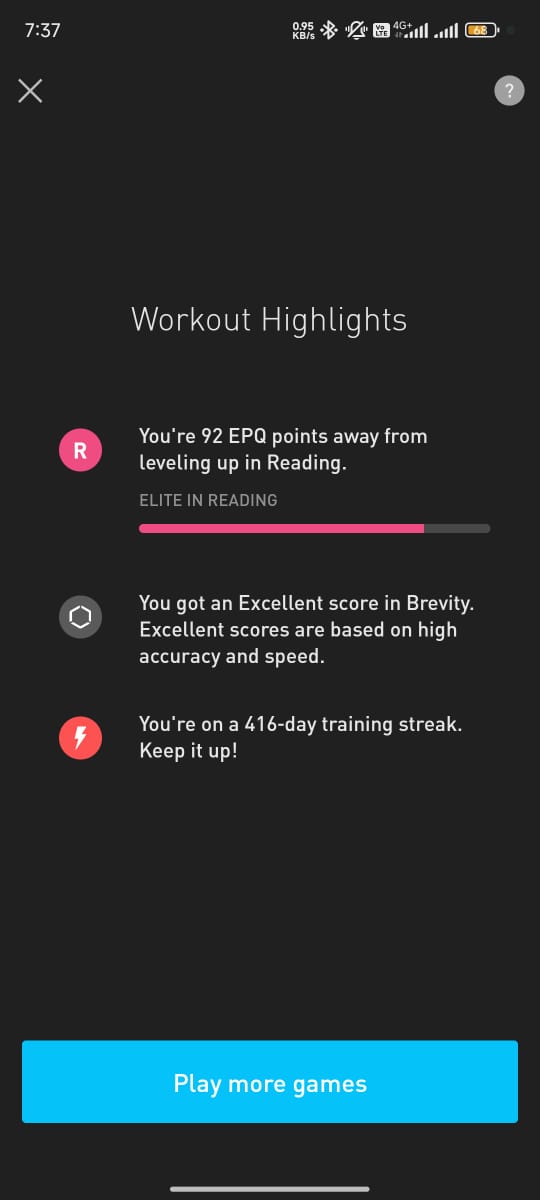 7:37
0.95
KB/s
Vo
LTE
4G+
68
?
Workout Highlights
R
You're 92 EPQ points away from
leveling up in Reading.
ELITE IN READING
You got an Excellent score in Brevity.
Excellent scores are based on high
accuracy and speed.
You're on a 416-day training streak.
Keep it up!
Play more games